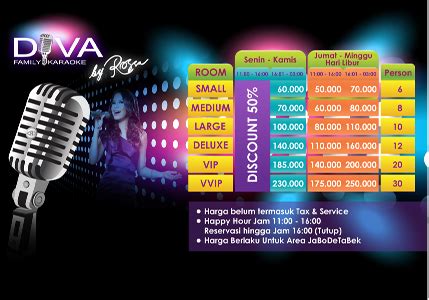 DIVA
FAMILY KARAOKE
by Rossa
Senin - Kamis
Jumat - Minggu
Hari Libur
ROOM 11:00 - 16:00 16:01 - 03:00 11:00 - 16:00 16:01 - 03:00 Person
DISCOUNT 50%
SMALL 60.000 50.000 70.000 6
MEDIUM 70.000 60.000 80.000 8
LARGE 100.000 80.000 110.000 10
DELUXE 140.000 110.000 160.000 12
VIP 185.000 140.000 200.000 20
VVIP 230.000 175.000 250.000 30
• Harga belum termasuk Tax & Service
• Happy Hour Jam 11:00 - 16:00
Reservasi hingga Jam 16:00 (Tutup)
• Harga Berlaku Untuk Area JaBoDeTaBek